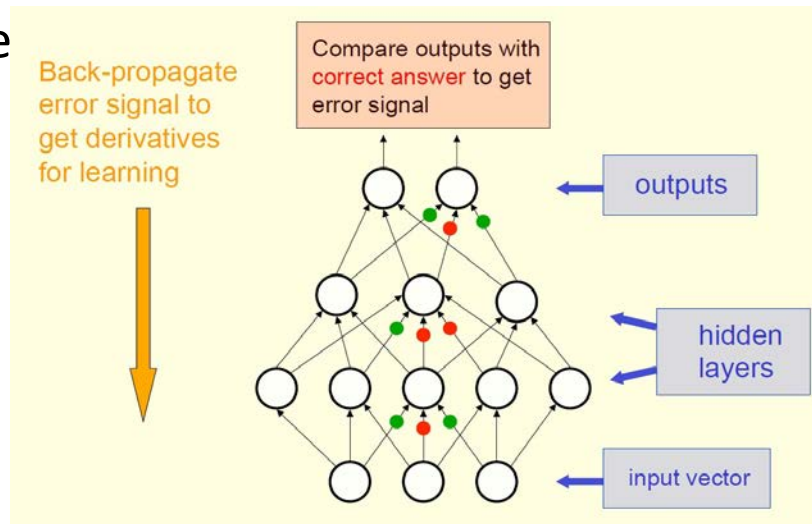 e
Back-propagate
error signal to
get derivatives
for learning
Compare outputs with
correct answer to get
error signal
outputs
hidden
layers
input vector